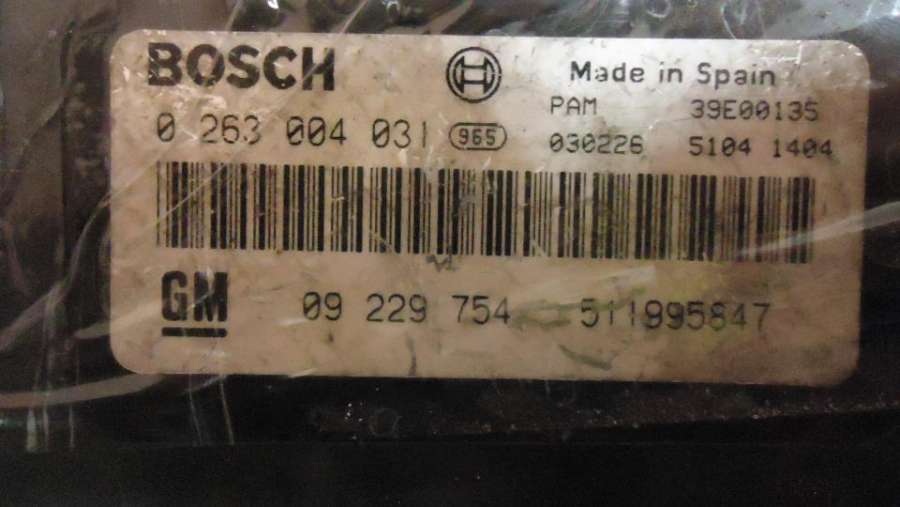 BOSCH Made in Spain
PAM 39E00135
0 263 004 031 965 030226 5104 1404
GM 09 229 754 511995847